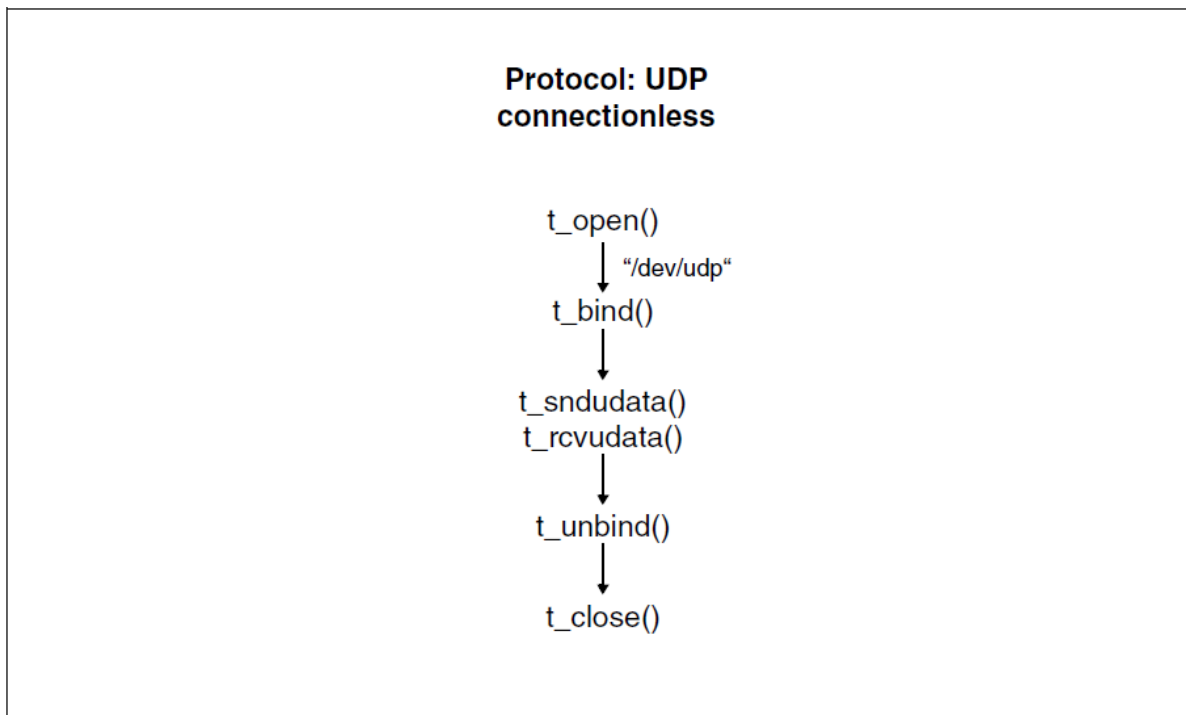 Protocol: UDP
connectionless
t_open()
“/dev/udp“
t_bind()
t_sndudata()
t_rcvudata()
t_unbind()
t_close()